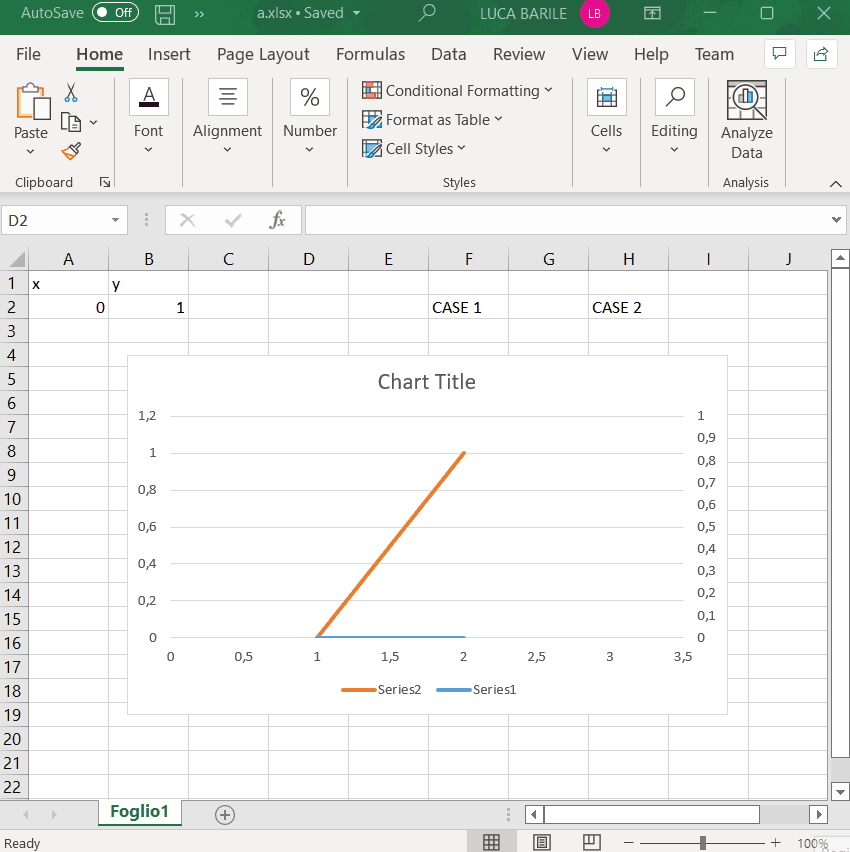 AutoSave Off » a.xlsx • Saved LUCA BARILE LB
File Home Insert Page Layout Formulas Data Review View Help Team
Paste
Font
Alignment
%
Number
Conditional Formatting
Format as Table
Cell Styles
Cells
Editing
Analyze
Data
Clipboard Styles Analysis
D2 fx
A B C D E F G H I J
1 x y
2 0 1 CASE 1 CASE 2
3
4
5
6
7
8
9
10
11
12
13
14
15
16
17
18
19
20
21
22
Chart Title
1,2
1
0,8
0,6
0,4
0,2
0
1
0,9
0,8
0,7
0,6
0,5
0,4
0,3
0,2
0,1
0
0 0,5 1 1,5 2 2,5 3 3,5
Series2 Series1
Foglio1
Ready 100%